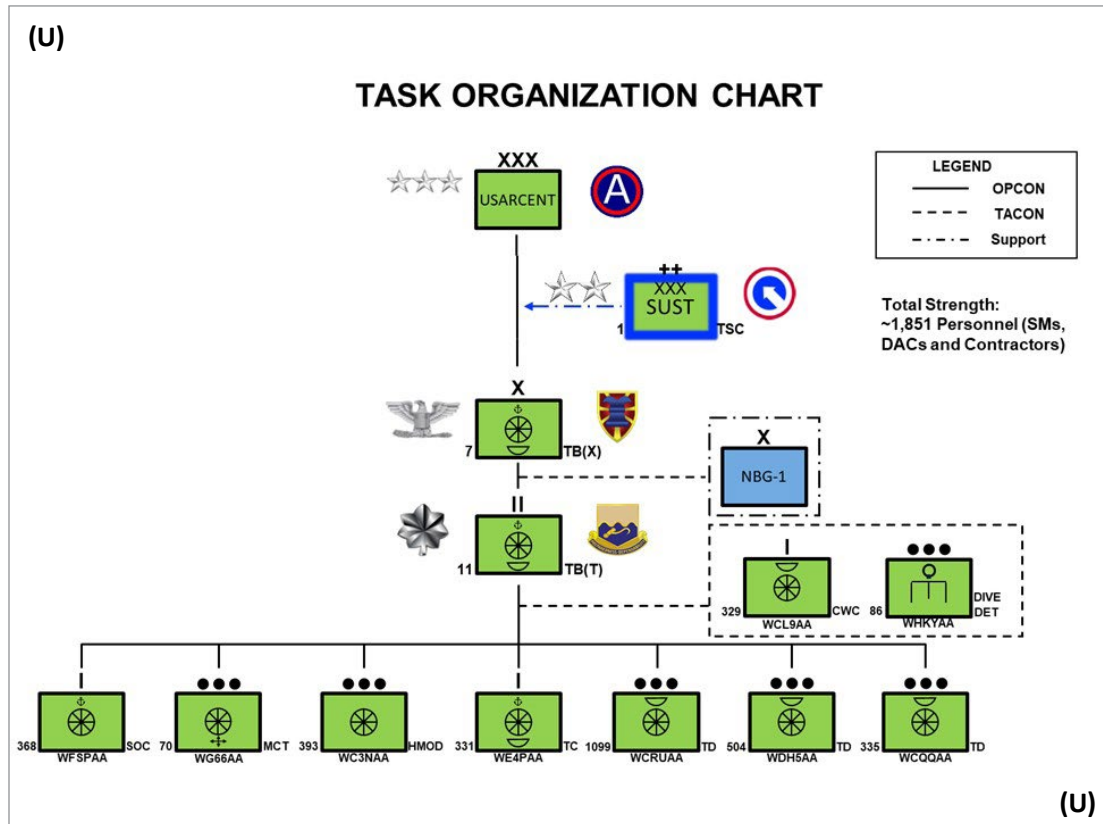 (U)
TASK ORGANIZATION CHART
XXX
USARCENT
A
LEGEND
OPCON
TACON
Support
++
XXX
SUST
1
TSC
Total Strength:
~1,851 Personnel (SMs,
DACs and Contractors)
X
7
TB(X)
X
NBG-1
II
11
TB(T)
I
329
CWC
WCL9AA
86
DIVE
DET
WHKYAA
I
368
SOC
WFSPAA
70
MCT
WG66AA
393
HMOD
WC3NAA
I
331
TC
WE4PAA
1099
TD
WCRUAA
504
TD
WDH5AA
335
TD
WCQQAA
(U)